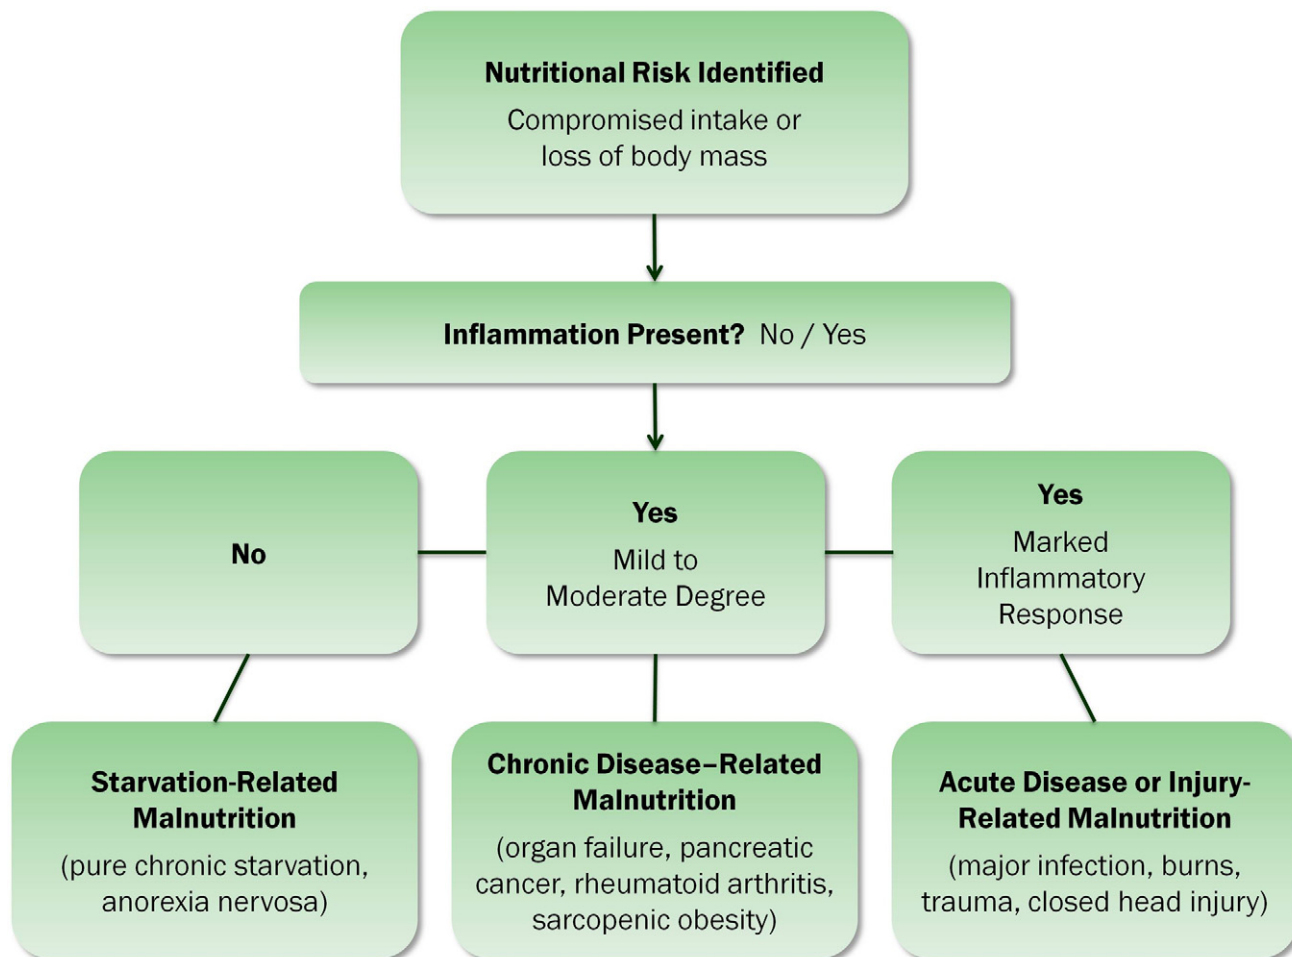 Nutritional Risk Identified
Compromised intake or
loss of body mass
Inflammation Present? No / Yes
No
Yes
Mild to
Moderate Degree
Yes
Marked
Inflammatory
Response
Starvation-Related
Malnutrition
(pure chronic starvation,
anorexia nervosa)
Chronic Disease–Related
Malnutrition
(organ failure, pancreatic
cancer, rheumatoid arthritis,
sarcopenic obesity)
Acute Disease or Injury-
Related Malnutrition
(major infection, burns,
trauma, closed head injury)